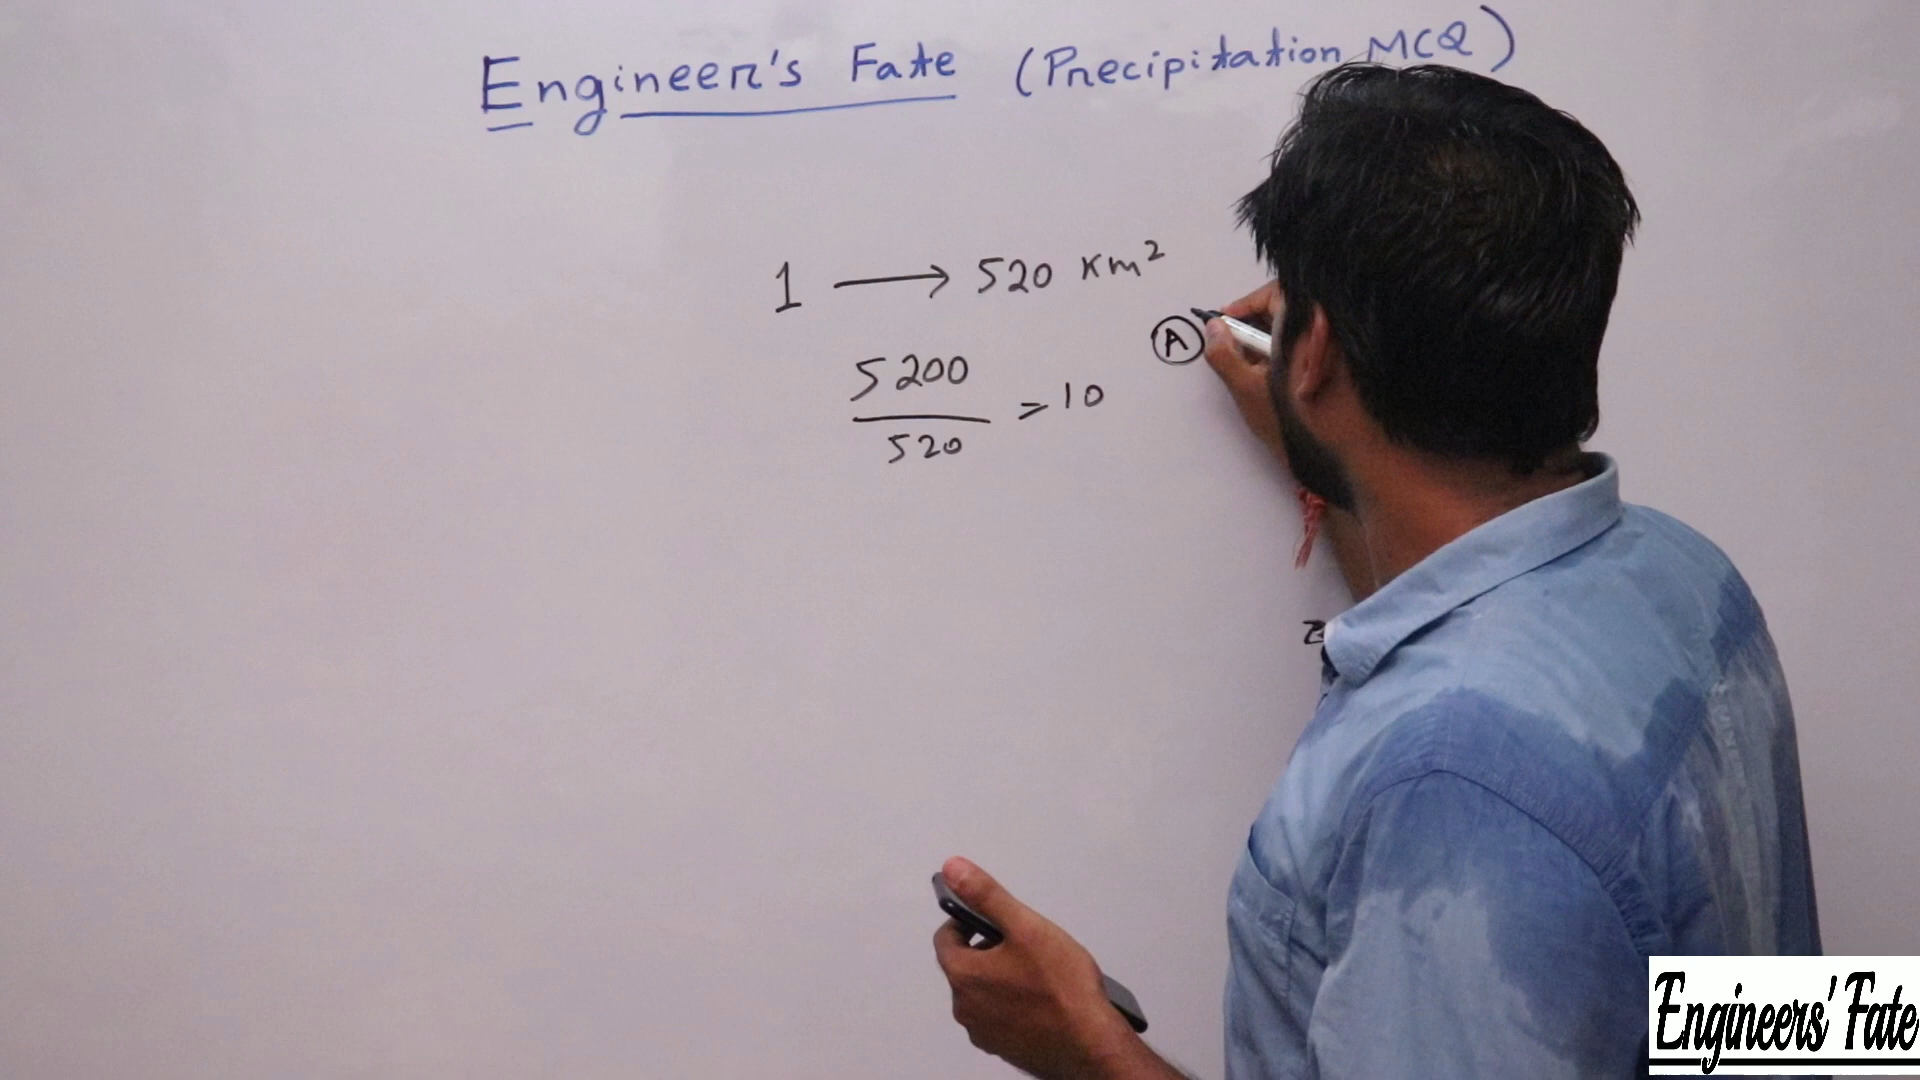 Engineer's Fate (Precipitation MCQ)
1 → 520 Km²
A
5200
= 10
520
Engineers' Fate